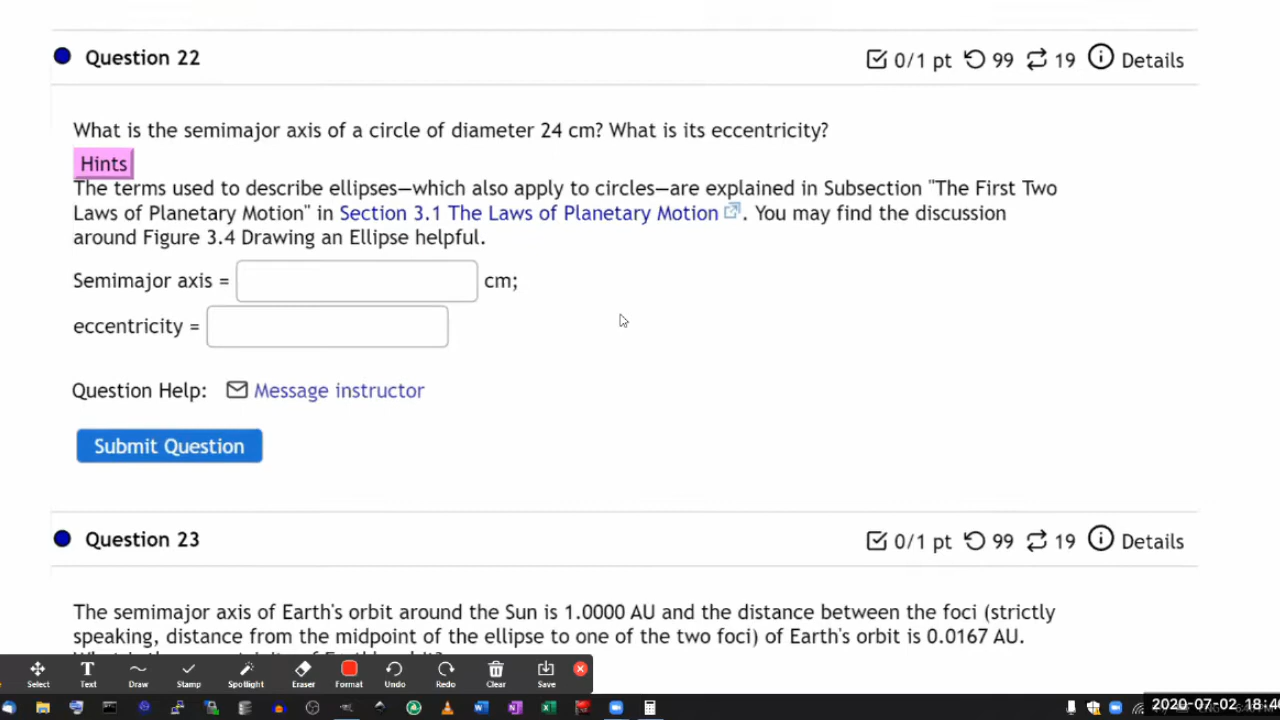 Question 22
0/1 pt 99 19 Details
What is the semimajor axis of a circle of diameter 24 cm? What is its eccentricity?
Hints
The terms used to describe ellipses—which also apply to circles—are explained in Subsection "The First Two
Laws of Planetary Motion" in Section 3.1 The Laws of Planetary Motion. You may find the discussion
around Figure 3.4 Drawing an Ellipse helpful.
Semimajor axis = cm;
eccentricity =
Question Help: Message instructor
Submit Question
Question 23
0/1 pt 99 19 Details
The semimajor axis of Earth's orbit around the Sun is 1.0000 AU and the distance between the foci (strictly
speaking, distance from the midpoint of the ellipse to one of the two foci) of Earth's orbit is 0.0167 AU.
Select Text Draw Stamp Spotlight Eraser Format Undo Redo Clear Save
2020-07-02 18:4